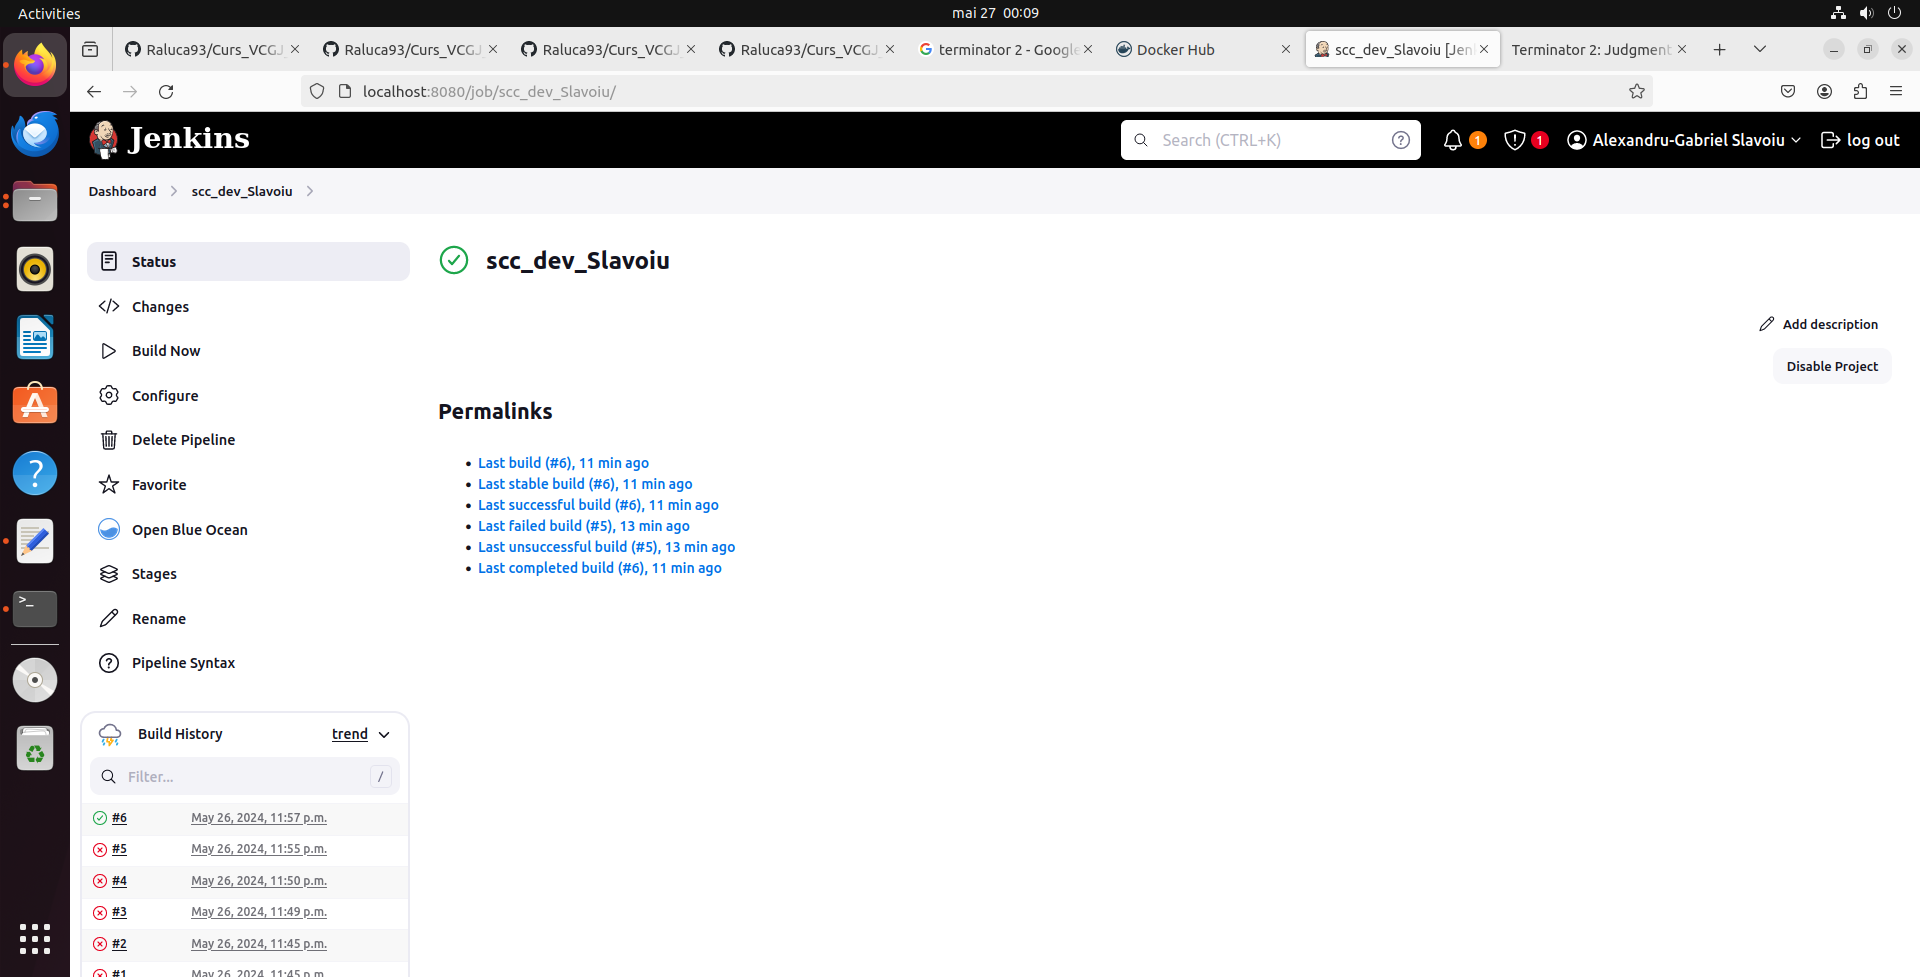 Activities
mai 27 00:09
Raluca93/Curs_VCGJ
Raluca93/Curs_VCGJ
Raluca93/Curs_VCGJ
Raluca93/Curs_VCGJ
terminator 2 - Google
Docker Hub
scc_dev_Slavoiu [Jen
Terminator 2: Judgment
localhost:8080/job/scc_dev_Slavoiu/
Jenkins
Search (CTRL+K)
1
1
Alexandru-Gabriel Slavoiu
log out
Dashboard
scc_dev_Slavoiu
Status
Changes
Build Now
Configure
Delete Pipeline
Favorite
Open Blue Ocean
Stages
Rename
Pipeline Syntax
scc_dev_Slavoiu
Add description
Disable Project
Permalinks
Last build (#6), 11 min ago
Last stable build (#6), 11 min ago
Last successful build (#6), 11 min ago
Last failed build (#5), 13 min ago
Last unsuccessful build (#5), 13 min ago
Last completed build (#6), 11 min ago
Build History
trend
Filter...
/
#6 May 26, 2024, 11:57 p.m.
#5 May 26, 2024, 11:55 p.m.
#4 May 26, 2024, 11:50 p.m.
#3 May 26, 2024, 11:49 p.m.
#2 May 26, 2024, 11:45 p.m.
#1 May 26, 2024, 11:45 p.m.